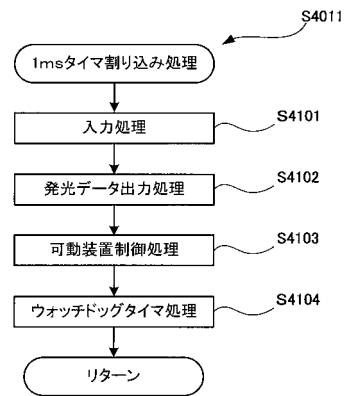 S4011
1msタイマ割り込み処理
入力処理
S4101
発光データ出力処理
S4102
可動装置制御処理
S4103
ウォッチドッグタイマ処理
S4104
リターン